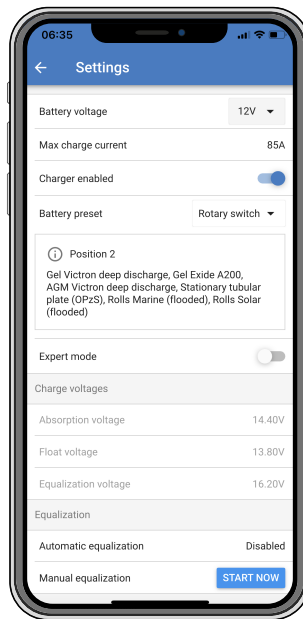 06:35
Settings
Battery voltage 12V
Max charge current 85A
Charger enabled
Battery preset Rotary switch
Position 2
Gel Victron deep discharge, Gel Exide A200,
AGM Victron deep discharge, Stationary tubular
plate (OPzS), Rolls Marine (flooded), Rolls Solar
(flooded)
Expert mode
Charge voltages
Absorption voltage 14.40V
Float voltage 13.80V
Equalization voltage 16.20V
Equalization
Automatic equalization Disabled
Manual equalization START NOW